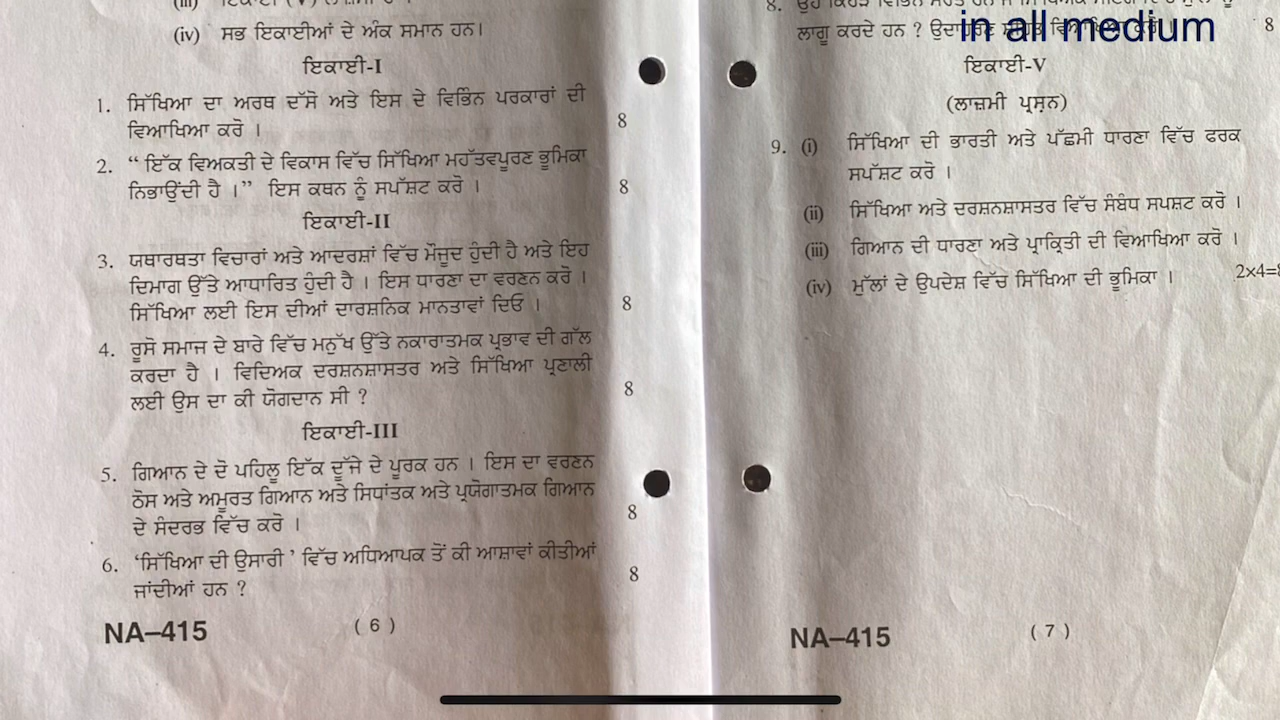 (iv) ਸਭ ਇਕਾਈਆਂ ਦੇ ਅੰਕ ਸਮਾਨ ਹਨ।
ਇਕਾਈ-I
1. ਸਿੱਖਿਆ ਦਾ ਅਰਥ ਦੱਸੋ ਅਤੇ ਇਸ ਦੇ ਵਿਭਿੰਨ ਪਰਕਾਰਾਂ ਦੀ
ਵਿਆਖਿਆ ਕਰੋ । 8
2. “ ਇੱਕ ਵਿਅਕਤੀ ਦੇ ਵਿਕਾਸ ਵਿੱਚ ਸਿੱਖਿਆ ਮਹੱਤਵਪੂਰਣ ਭੂਮਿਕਾ
ਨਿਭਾਉਂਦੀ ਹੈ ।” ਇਸ ਕਥਨ ਨੂੰ ਸਪੱਸ਼ਟ ਕਰੋ । 8
ਇਕਾਈ-II
3. ਯਥਾਰਥਤਾ ਵਿਚਾਰਾਂ ਅਤੇ ਆਦਰਸ਼ਾਂ ਵਿੱਚ ਮੌਜੂਦ ਹੁੰਦੀ ਹੈ ਅਤੇ ਇਹ
ਦਿਮਾਗ ਉੱਤੇ ਆਧਾਰਿਤ ਹੁੰਦੀ ਹੈ । ਇਸ ਧਾਰਣਾ ਦਾ ਵਰਣਨ ਕਰੋ ।
ਸਿੱਖਿਆ ਲਈ ਇਸ ਦੀਆਂ ਦਾਰਸ਼ਨਿਕ ਮਾਨਤਾਵਾਂ ਦਿਓ । 8
4. ਰੂਸੋ ਸਮਾਜ ਦੇ ਬਾਰੇ ਵਿੱਚ ਮਨੁੱਖ ਉੱਤੇ ਨਕਾਰਾਤਮਕ ਪ੍ਰਭਾਵ ਦੀ ਗੱਲ
ਕਰਦਾ ਹੈ । ਵਿਦਿਅਕ ਦਰਸ਼ਨਸ਼ਾਸਤਰ ਅਤੇ ਸਿੱਖਿਆ ਪ੍ਰਣਾਲੀ
ਲਈ ਉਸ ਦਾ ਕੀ ਯੋਗਦਾਨ ਸੀ ? 8
ਇਕਾਈ-III
5. ਗਿਆਨ ਦੇ ਦੋ ਪਹਿਲੂ ਇੱਕ ਦੂੱਜੇ ਦੇ ਪੂਰਕ ਹਨ । ਇਸ ਦਾ ਵਰਣਨ
ਠੋਸ ਅਤੇ ਅਮੂਰਤ ਗਿਆਨ ਅਤੇ ਸਿਧਾਂਤਕ ਅਤੇ ਪ੍ਰਯੋਗਾਤਮਕ ਗਿਆਨ
ਦੇ ਸੰਦਰਭ ਵਿੱਚ ਕਰੋ । 8
6. ‘ਸਿੱਖਿਆ ਦੀ ਉਸਾਰੀ ’ ਵਿੱਚ ਅਧਿਆਪਕ ਤੋਂ ਕੀ ਆਸ਼ਾਵਾਂ ਕੀਤੀਆਂ
ਜਾਂਦੀਆਂ ਹਨ ? 8
NA–415 ( 6 )
8.
ਲਾਗੂ ਕਰਦੇ ਹਨ ? 8
in all medium
ਇਕਾਈ-V
(ਲਾਜ਼ਮੀ ਪ੍ਰਸ਼ਨ)
9. (i) ਸਿੱਖਿਆ ਦੀ ਭਾਰਤੀ ਅਤੇ ਪੱਛਮੀ ਧਾਰਣਾ ਵਿੱਚ ਫਰਕ
ਸਪੱਸ਼ਟ ਕਰੋ ।
(ii) ਸਿੱਖਿਆ ਅਤੇ ਦਰਸ਼ਨਸ਼ਾਸਤਰ ਵਿੱਚ ਸੰਬੰਧ ਸਪਸ਼ਟ ਕਰੋ ।
(iii) ਗਿਆਨ ਦੀ ਧਾਰਣਾ ਅਤੇ ਪ੍ਰਾਕ੍ਰਿਤੀ ਦੀ ਵਿਆਖਿਆ ਕਰੋ ।
(iv) ਮੁੱਲਾਂ ਦੇ ਉਪਦੇਸ਼ ਵਿੱਚ ਸਿੱਖਿਆ ਦੀ ਭੂਮਿਕਾ । 2x4=8
NA–415 ( 7 )